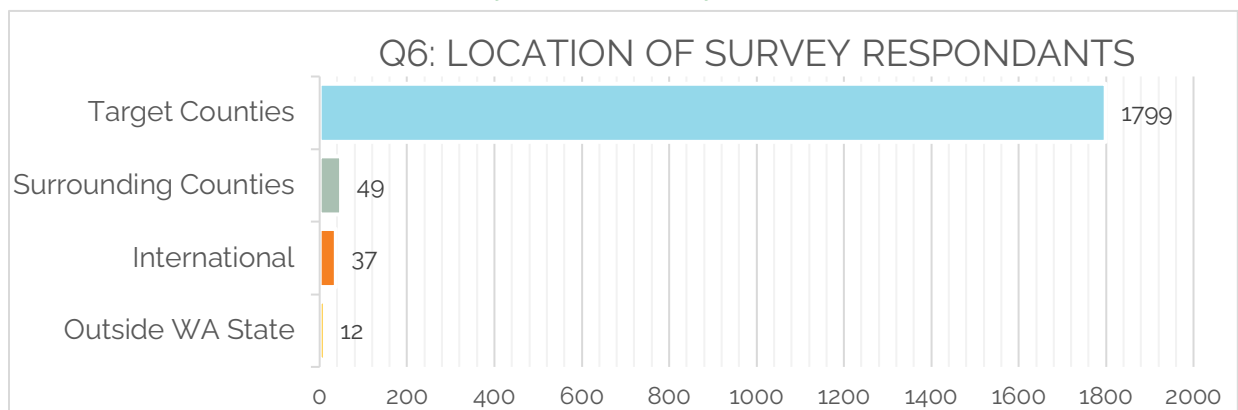 Q6: LOCATION OF SURVEY RESPONDANTS
Target Counties 1799
Surrounding Counties 49
International 37
Outside WA State 12
0 200 400 600 800 1000 1200 1400 1600 1800 2000